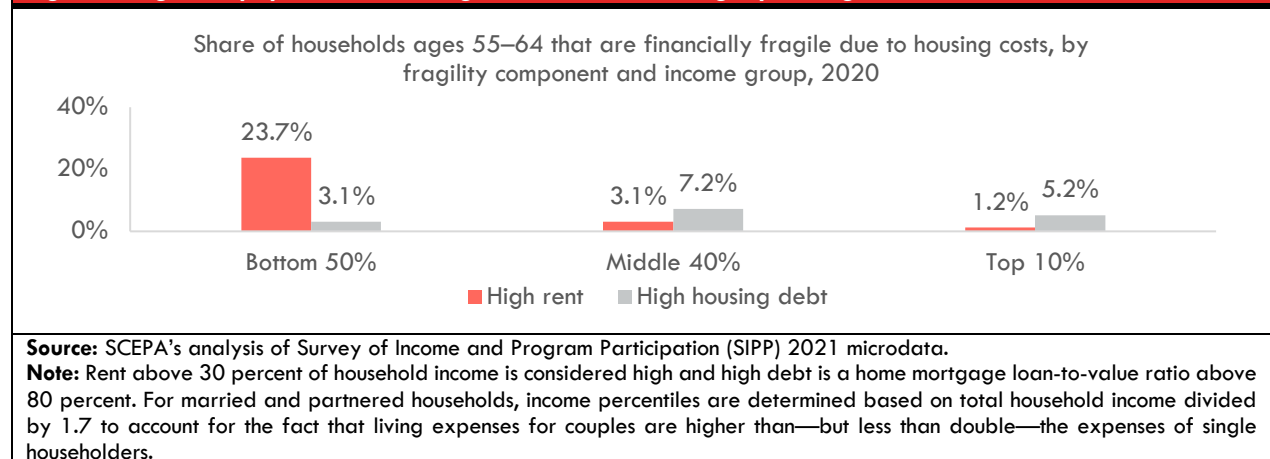 Share of households ages 55–64 that are financially fragile due to housing costs, by
fragility component and income group, 2020
40%
20%
0%
23.7%
3.1%
3.1%
7.2%
1.2%
5.2%
Bottom 50%
Middle 40%
Top 10%
High rent
High housing debt
Source: SCEPA’s analysis of Survey of Income and Program Participation (SIPP) 2021 microdata.
Note: Rent above 30 percent of household income is considered high and high debt is a home mortgage loan-to-value ratio above
80 percent. For married and partnered households, income percentiles are determined based on total household income divided
by 1.7 to account for the fact that living expenses for couples are higher than—but less than double—the expenses of single
householders.